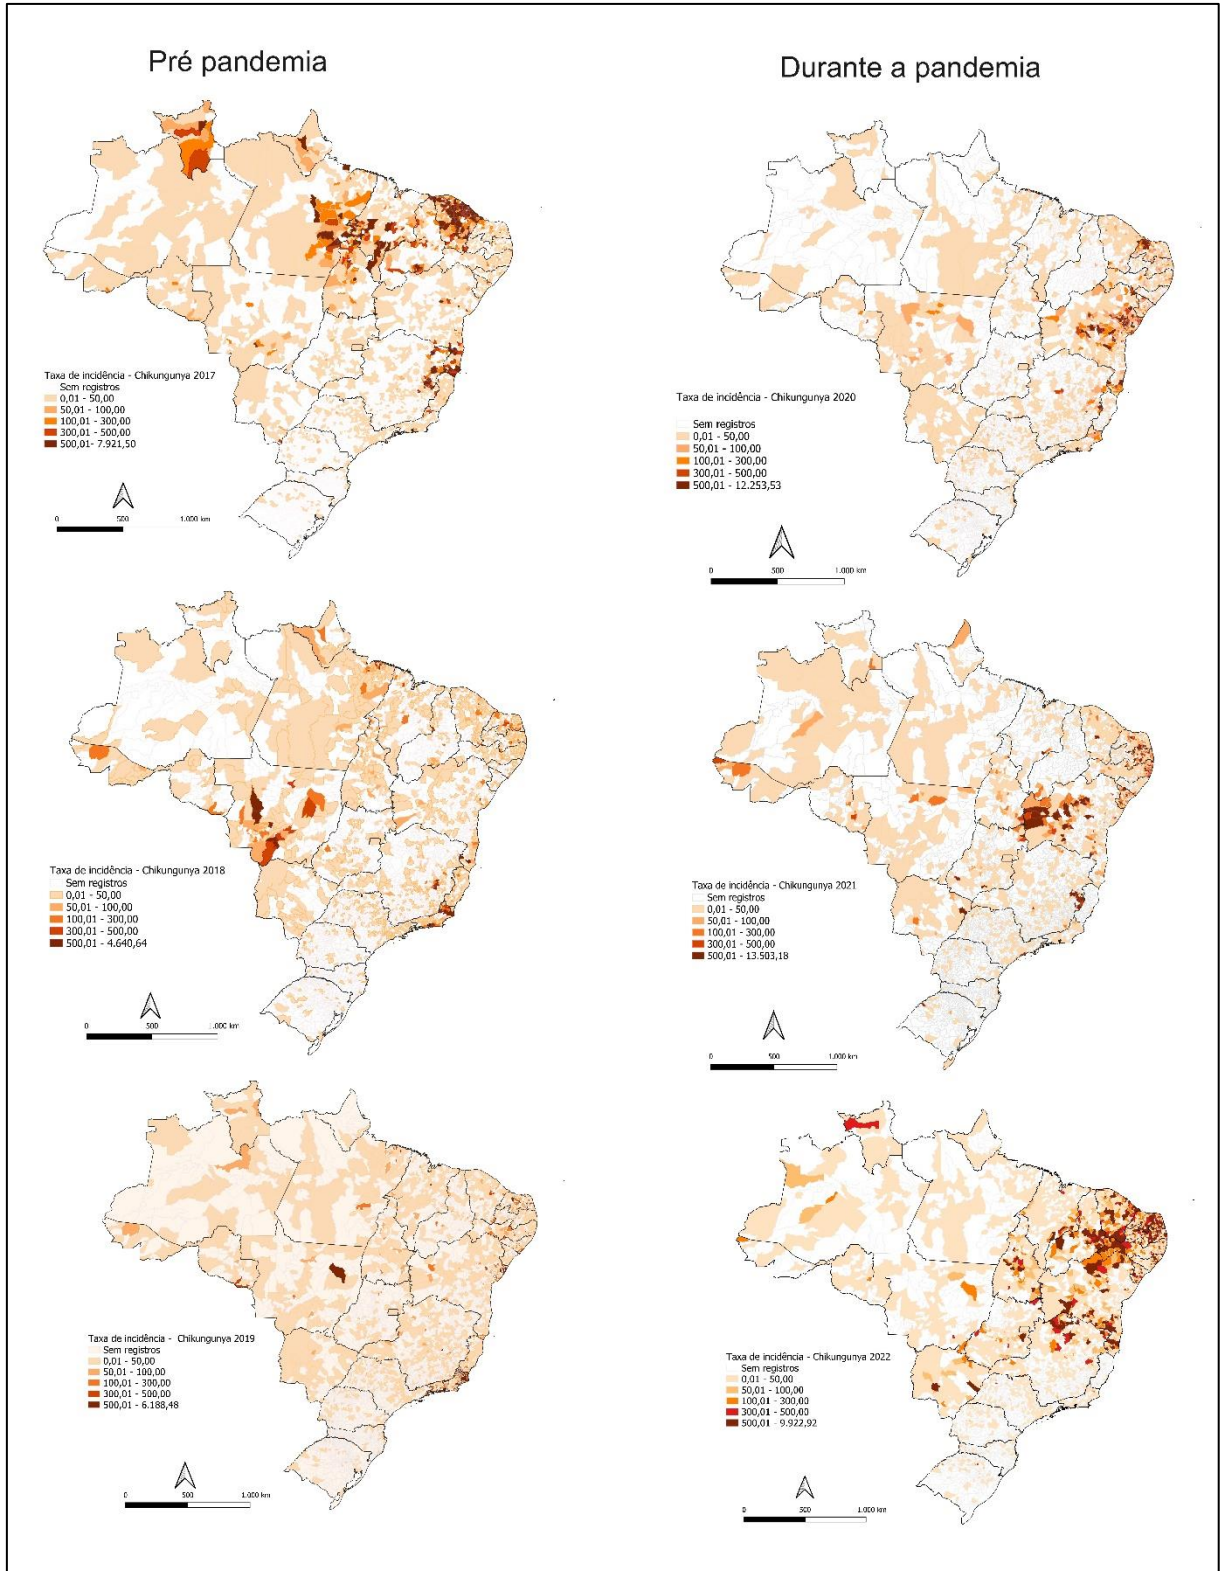 Pré pandemia
Durante a pandemia
Taxa de incidência - Chikungunya 2017
Sem registros
0,01 - 50,00
50,01 - 100,00
100,01 - 300,00
300,01 - 500,00
500,01- 7.921,50
0 500 1.000 km
Taxa de incidência - Chikungunya 2020
Sem registros
0,01 - 50,00
50,01 - 100,00
100,01 - 300,00
300,01 - 500,00
500,01 - 12.253,53
0 500 1.000 km
Taxa de incidência - Chikungunya 2018
Sem registros
0,01 - 50,00
50,01 - 100,00
100,01 - 300,00
300,01 - 500,00
500,01 - 4.640,64
0 500 1.000 km
Taxa de incidência - Chikungunya 2021
Sem registros
0,01 - 50,00
50,01 - 100,00
100,01 - 300,00
300,01 - 500,00
500,01 - 13.503,18
0 500 1.000 km
Taxa de incidência - Chikungunya 2019
Sem registros
0,01 - 50,00
50,01 - 100,00
100,01 - 300,00
300,01 - 500,00
500,01 - 6.188,48
0 500 1.000 km
Taxa de incidência - Chikungunya 2022
Sem registros
0,01 - 50,00
50,01 - 100,00
100,01 - 300,00
300,01 - 500,00
500,01 - 9.922,92
0 500 1.000 km